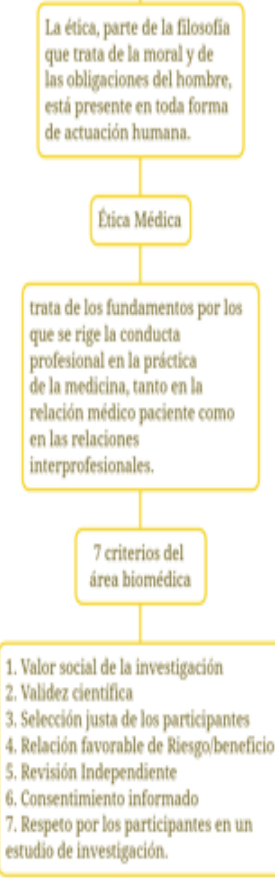 La ética, parte de la filosofía
que trata de la moral y de
las obligaciones del hombre,
está presente en toda forma
de actuación humana.
Ética Médica
trata de los fundamentos por los
que se rige la conducta
profesional en la práctica
de la medicina, tanto en la
relación médico paciente como
en las relaciones
interprofesionales.
7 criterios del
área biomédica
1. Valor social de la investigación
2. Validez científica
3. Selección justa de los participantes
4. Relación favorable de Riesgo/beneficio
5. Revisión Independiente
6. Consentimiento informado
7. Respeto por los participantes en un
estudio de investigación.